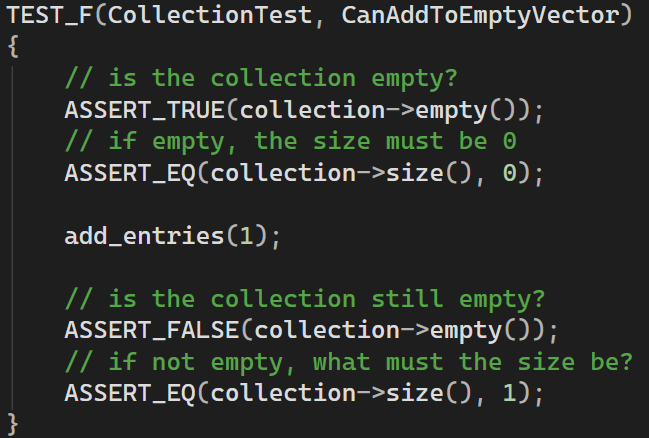 TEST_F(CollectionTest, CanAddToEmptyVector)
{
    // is the collection empty?
    ASSERT_TRUE(collection->empty());
    // if empty, the size must be 0
    ASSERT_EQ(collection->size(), 0);

    add_entries(1);

    // is the collection still empty?
    ASSERT_FALSE(collection->empty());
    // if not empty, what must the size be?
    ASSERT_EQ(collection->size(), 1);
}